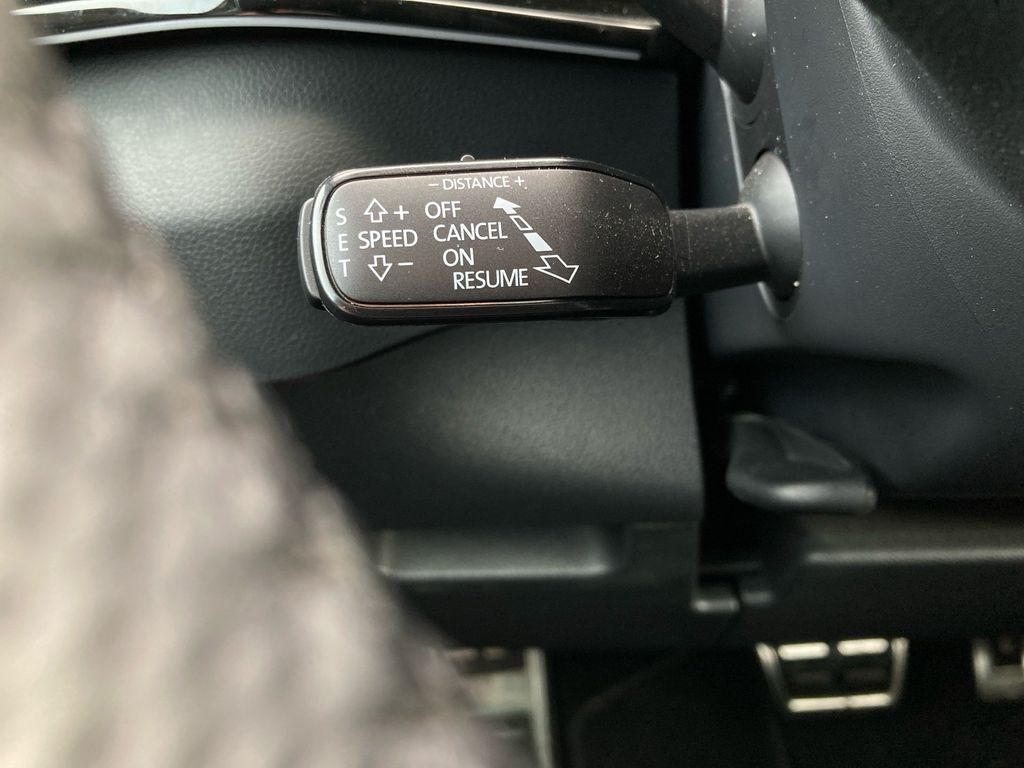 - DISTANCE +
S + OFF
E SPEED CANCEL
T - ON
RESUME